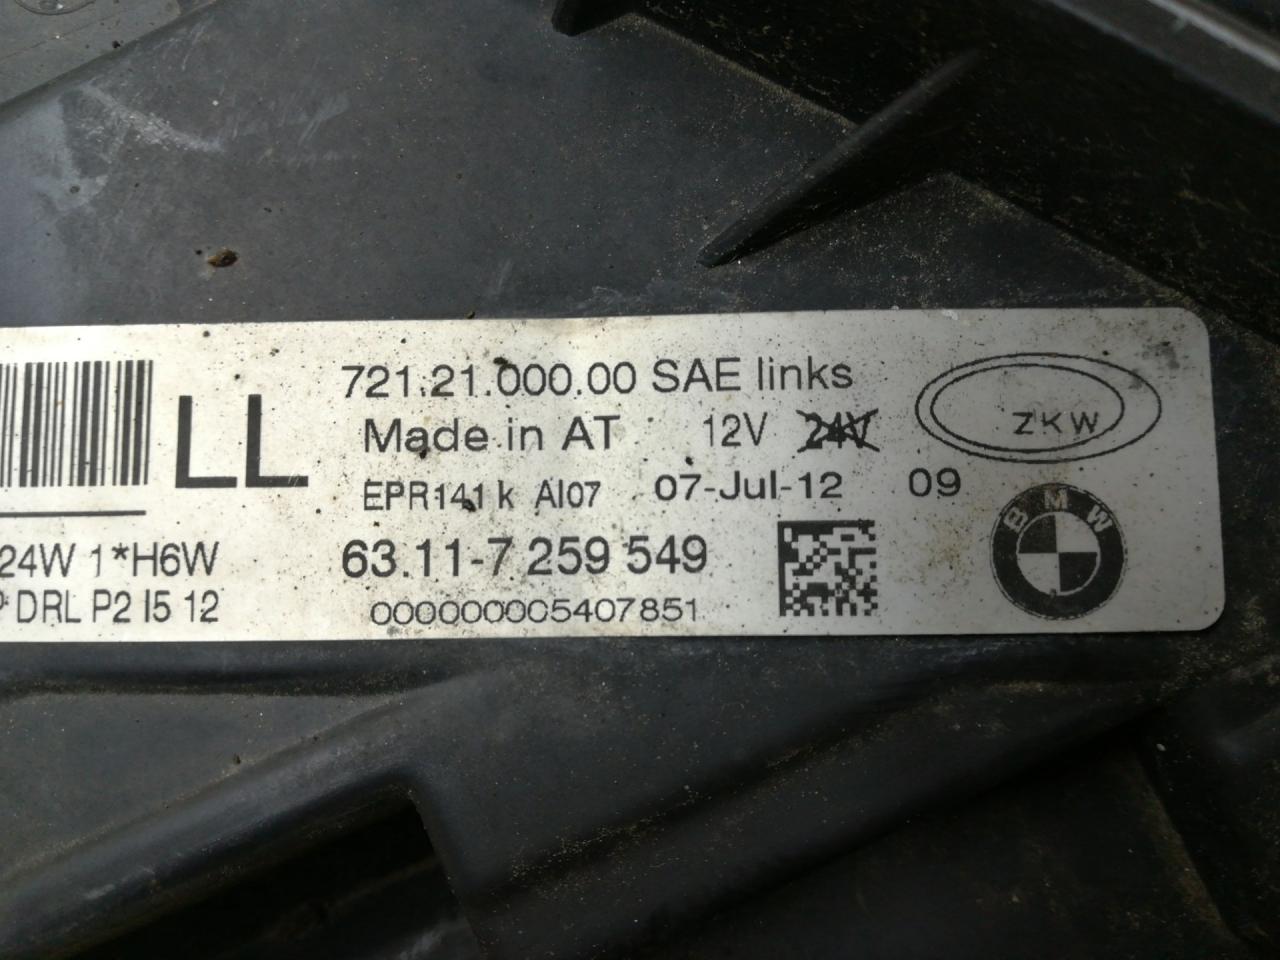 LL
721.21.000.00 SAE links
Made in AT 12V 24V
ZKW
EPR141k AI07 07-Jul-12 09
BMW
24W 1*H6W
63.11-7 259 549
DRL P2 I5 12
000000005407851